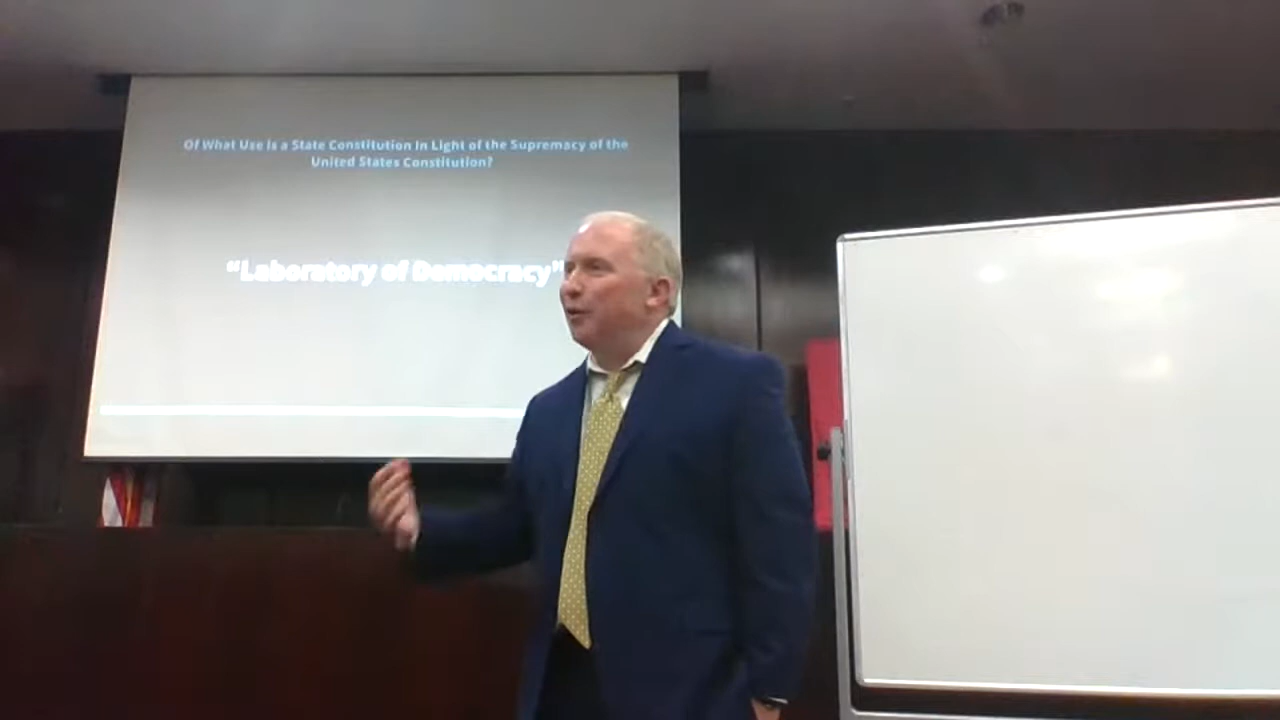 Of What Use is a State Constitution In Light of the Supremacy of the
United States Constitution?
“Laboratory of Democracy”